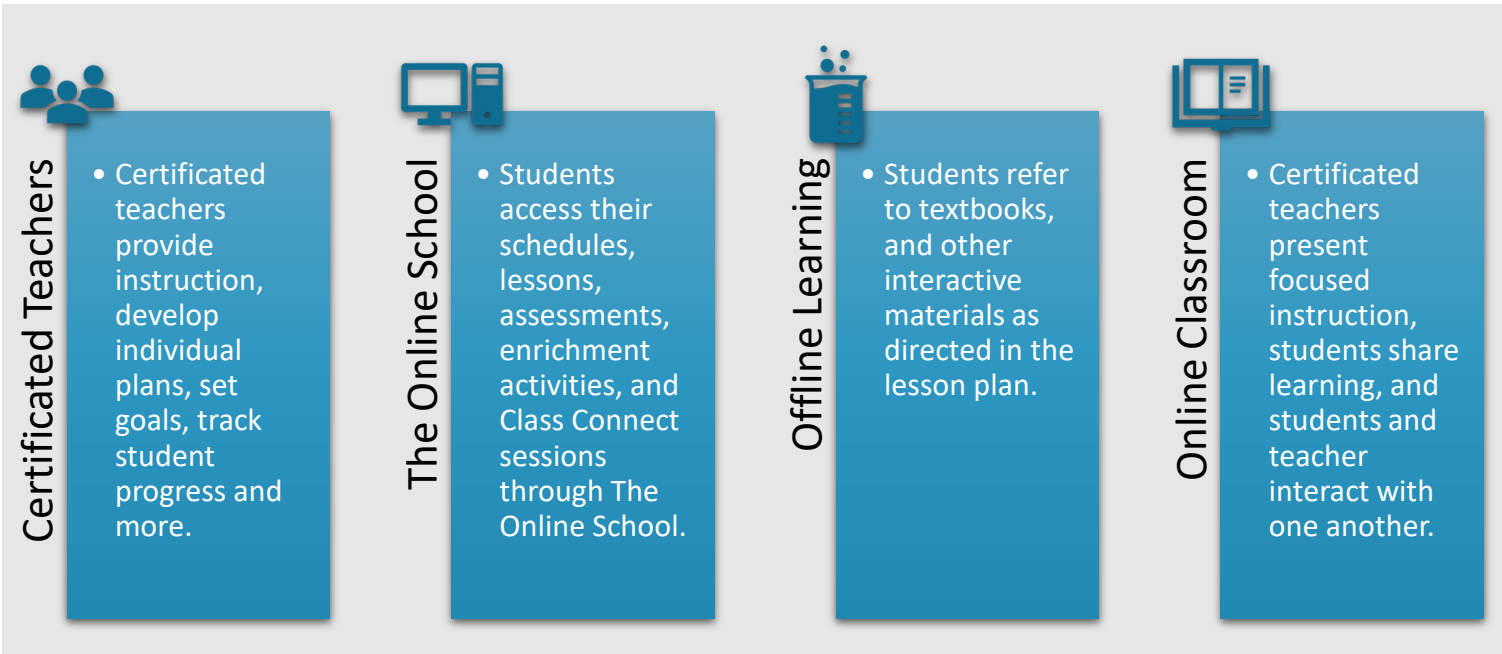 Certificated Teachers
• Certificated
teachers
provide
instruction,
develop
individual
plans, set
goals, track
student
progress and
more.
The Online School
• Students
access their
schedules,
lessons,
assessments,
enrichment
activities, and
Class Connect
sessions
through The
Online School.
Offline Learning
• Students refer
to textbooks,
and other
interactive
materials as
directed in the
lesson plan.
Online Classroom
• Certificated
teachers
present
focused
instruction,
students share
learning, and
students and
teacher
interact with
one another.